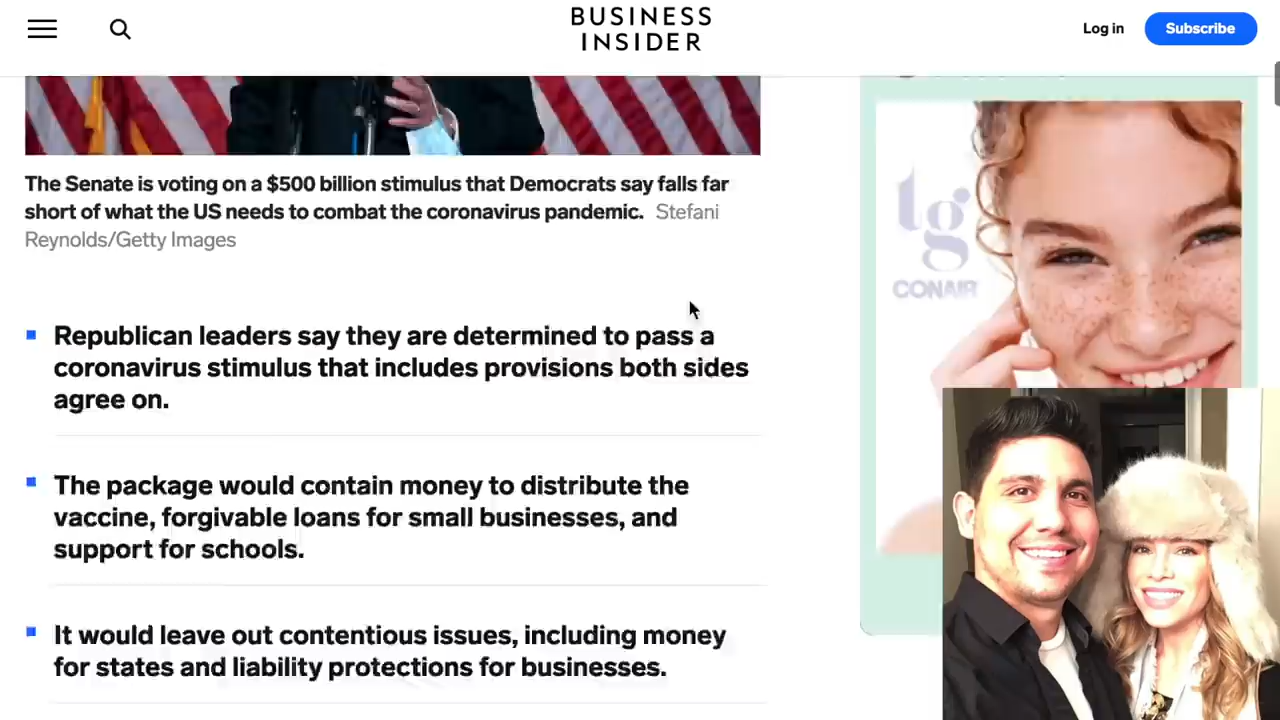 BUSINESS
INSIDER
Log in
Subscribe
The Senate is voting on a $500 billion stimulus that Democrats say falls far
short of what the US needs to combat the coronavirus pandemic. Stefani
Reynolds/Getty Images
Republican leaders say they are determined to pass a
coronavirus stimulus that includes provisions both sides
agree on.
The package would contain money to distribute the
vaccine, forgivable loans for small businesses, and
support for schools.
It would leave out contentious issues, including money
for states and liability protections for businesses.
tg
CONAIR